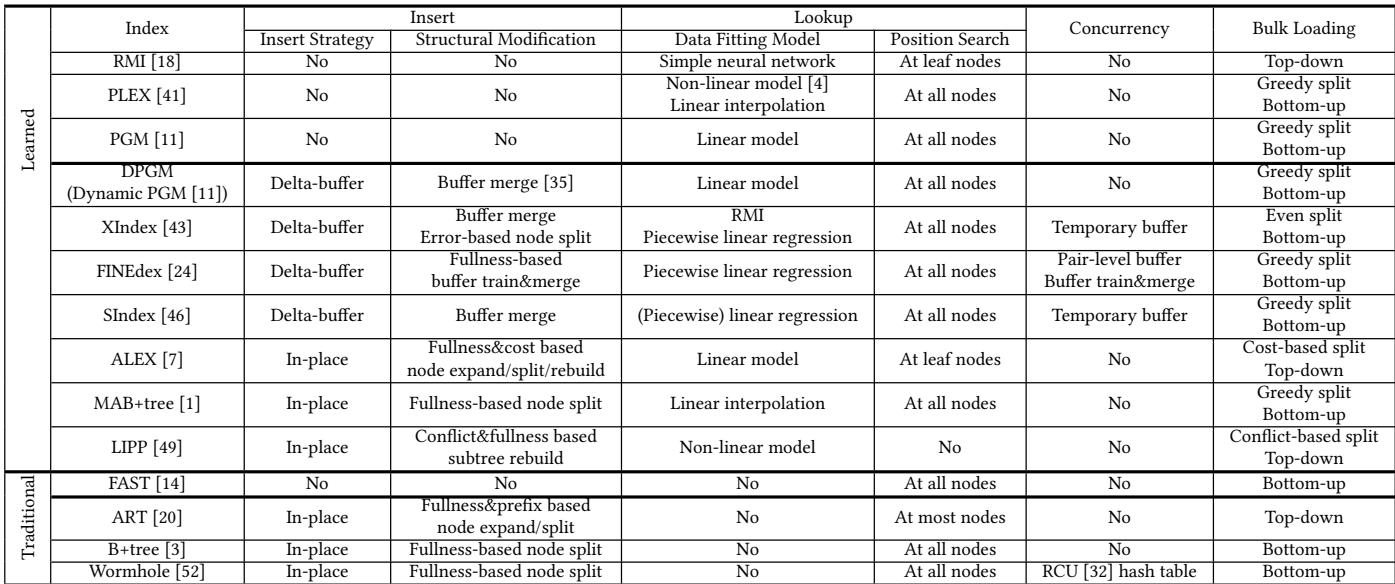 Index Insert Lookup Concurrency Bulk Loading
Insert Strategy Structural Modification Data Fitting Model Position Search
Learned
RMI [18] No No Simple neural network At leaf nodes No Top-down
PLEX [41] No No Non-linear model [4] Linear interpolation At all nodes No Greedy split Bottom-up
PGM [11] No No Linear model At all nodes No Greedy split Bottom-up
DPGM (Dynamic PGM [11]) Delta-buffer Buffer merge [35] Linear model At all nodes No Greedy split Bottom-up
XIndex [43] Delta-buffer Buffer merge Error-based node split RMI Piecewise linear regression At all nodes Temporary buffer Even split Bottom-up
FINEdex [24] Delta-buffer Fullness-based buffer train&merge Piecewise linear regression At all nodes Pair-level buffer Buffer train&merge Greedy split Bottom-up
SIndex [46] Delta-buffer Buffer merge (Piecewise) linear regression At all nodes Temporary buffer Greedy split Bottom-up
ALEX [7] In-place Fullness&cost based node expand/split/rebuild Linear model At leaf nodes No Cost-based split Top-down
MAB+tree [1] In-place Fullness-based node split Linear interpolation At all nodes No Greedy split Bottom-up
LIPP [49] In-place Conflict&fullness based subtree rebuild Non-linear model No No Conflict-based split Top-down
Traditional
FAST [14] No No No At all nodes No Bottom-up
ART [20] In-place Fullness&prefix based node expand/split No At most nodes No Top-down
B+tree [3] In-place Fullness-based node split No At all nodes No Bottom-up
Wormhole [52] In-place Fullness-based node split No At all nodes RCU [32] hash table Bottom-up